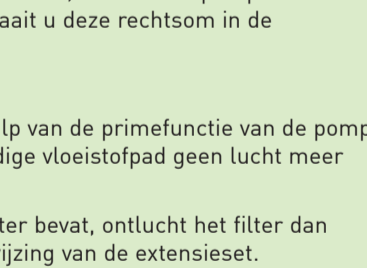 aait u deze rechtsom in de
lp van de primefunctie van de pomp
dige vloeistofpad geen lucht meer
ter bevat, ontlucht het filter dan
ijzing van de extensieset.